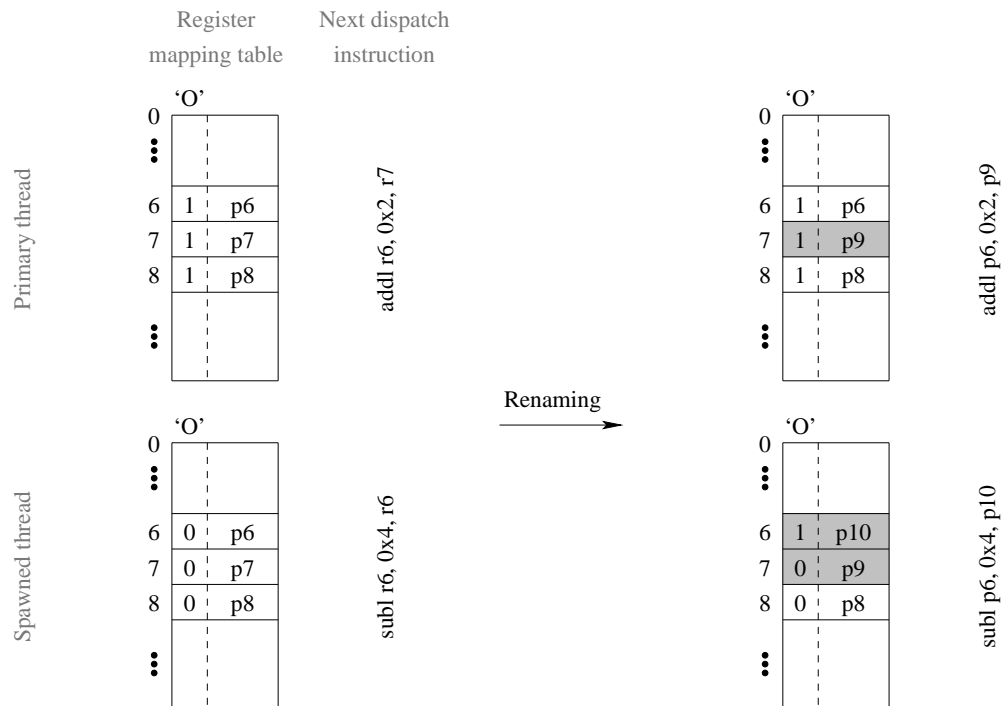 Register
mapping table
Next dispatch
instruction
Primary thread
‘O’
0
6 1 p6
7 1 p7
8 1 p8
addl r6, 0x2, r7
‘O’
0
6 1 p6
7 1 p9
8 1 p8
addl p6, 0x2, p9
Renaming
Spawned thread
‘O’
0
6 0 p6
7 0 p7
8 0 p8
subl r6, 0x4, r6
‘O’
0
6 1 p10
7 0 p9
8 0 p8
subl p6, 0x4, p10